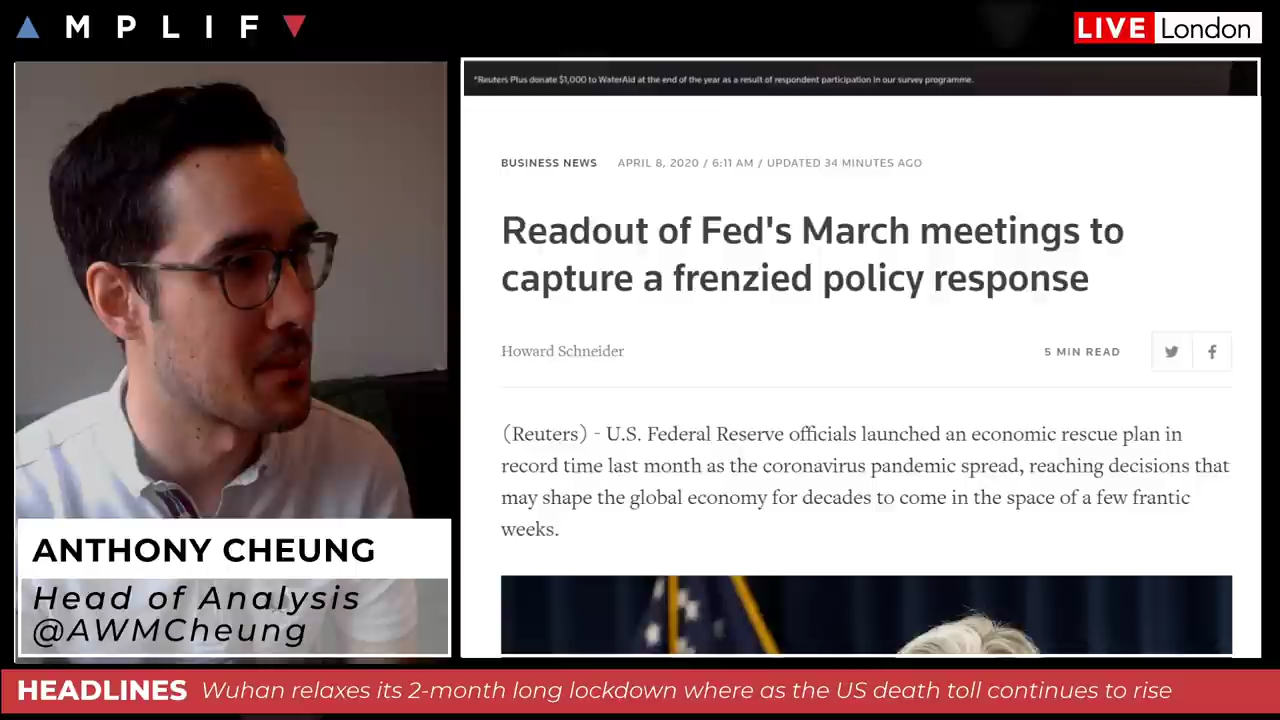 AMPLIFY
LIVE London
*Reuters Plus donate $1,000 to WaterAid at the end of the year as a result of respondent participation in our survey programme.
BUSINESS NEWS APRIL 8, 2020 / 6:11 AM / UPDATED 34 MINUTES AGO
Readout of Fed's March meetings to
capture a frenzied policy response
Howard Schneider
5 MIN READ
(Reuters) - U.S. Federal Reserve officials launched an economic rescue plan in
record time last month as the coronavirus pandemic spread, reaching decisions that
may shape the global economy for decades to come in the space of a few frantic
weeks.
ANTHONY CHEUNG
Head of Analysis
@AWMCheung
HEADLINES Wuhan relaxes its 2-month long lockdown where as the US death toll continues to rise